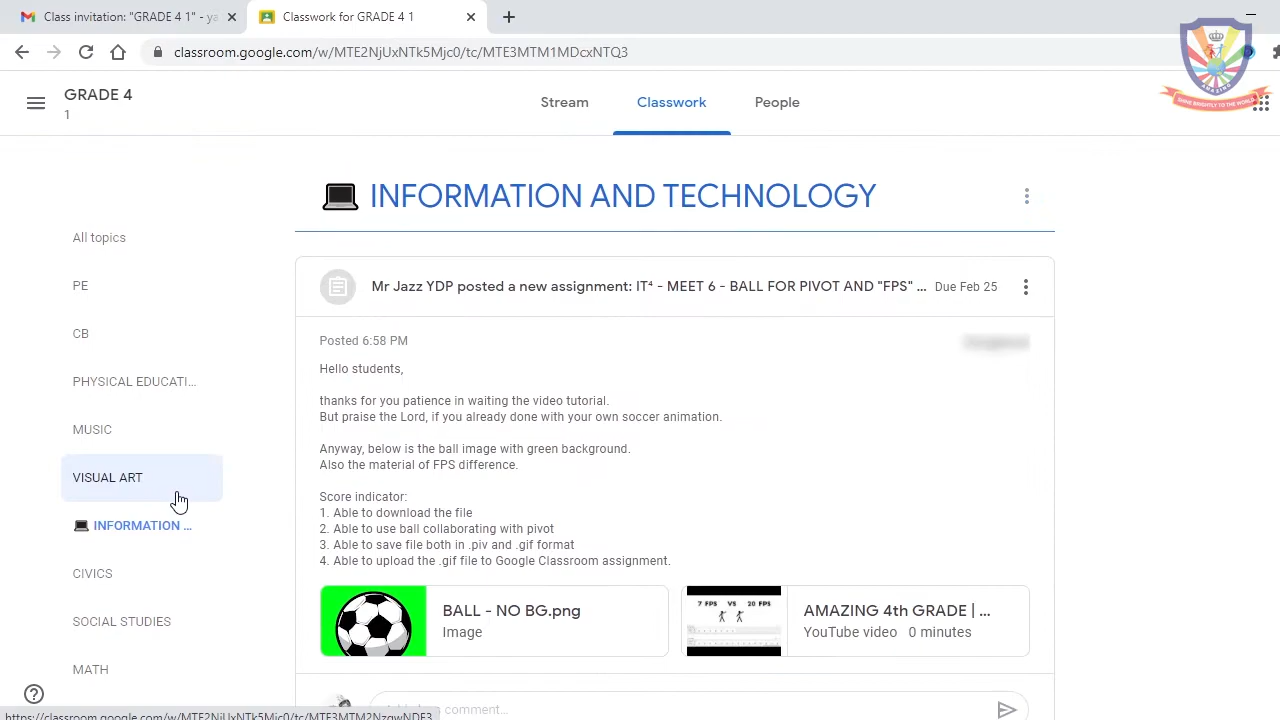 Class invitation: "GRADE 4 1" - ya
Classwork for GRADE 4 1
classroom.google.com/w/MTE2NjUxNTk5Mjc0/tc/MTE3MTM1MDcxNTQ3
AMAZING
SHINE BRIGHTLY TO THE WORLD
GRADE 4
1
Stream
Classwork
People
INFORMATION AND TECHNOLOGY
All topics
PE
CB
PHYSICAL EDUCATI...
MUSIC
VISUAL ART
INFORMATION ...
CIVICS
SOCIAL STUDIES
MATH
Mr Jazz YDP posted a new assignment: IT⁴ - MEET 6 - BALL FOR PIVOT AND "FPS" ...
Due Feb 25
Posted 6:58 PM
Hello students,
thanks for you patience in waiting the video tutorial.
But praise the Lord, if you already done with your own soccer animation.
Anyway, below is the ball image with green background.
Also the material of FPS difference.
Score indicator:
1. Able to download the file
2. Able to use ball collaborating with pivot
3. Able to save file both in .piv and .gif format
4. Able to upload the .gif file to Google Classroom assignment.
BALL - NO BG.png
Image
7 FPS VS 20 FPS
AMAZING 4th GRADE | ...
YouTube video 0 minutes
comment...